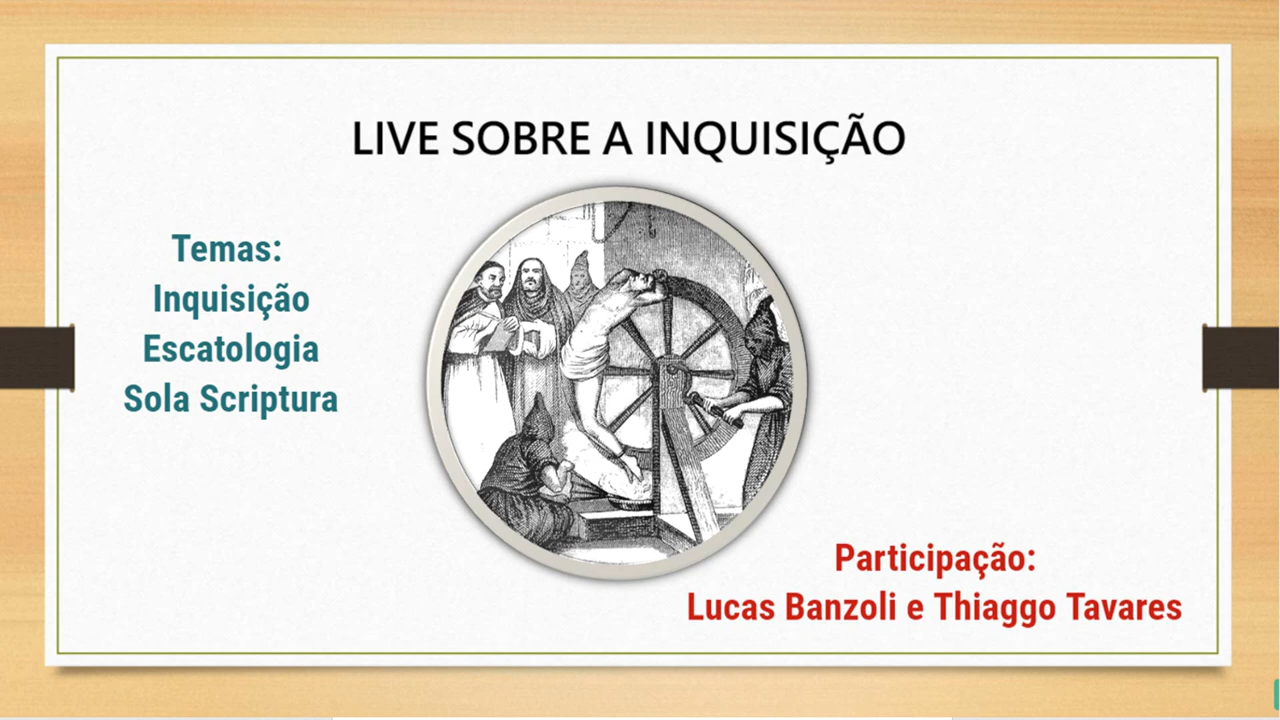 LIVE SOBRE A INQUISIÇÃO
Temas:
Inquisição
Escatologia
Sola Scriptura
Participação:
Lucas Banzoli e Thiaggo Tavares